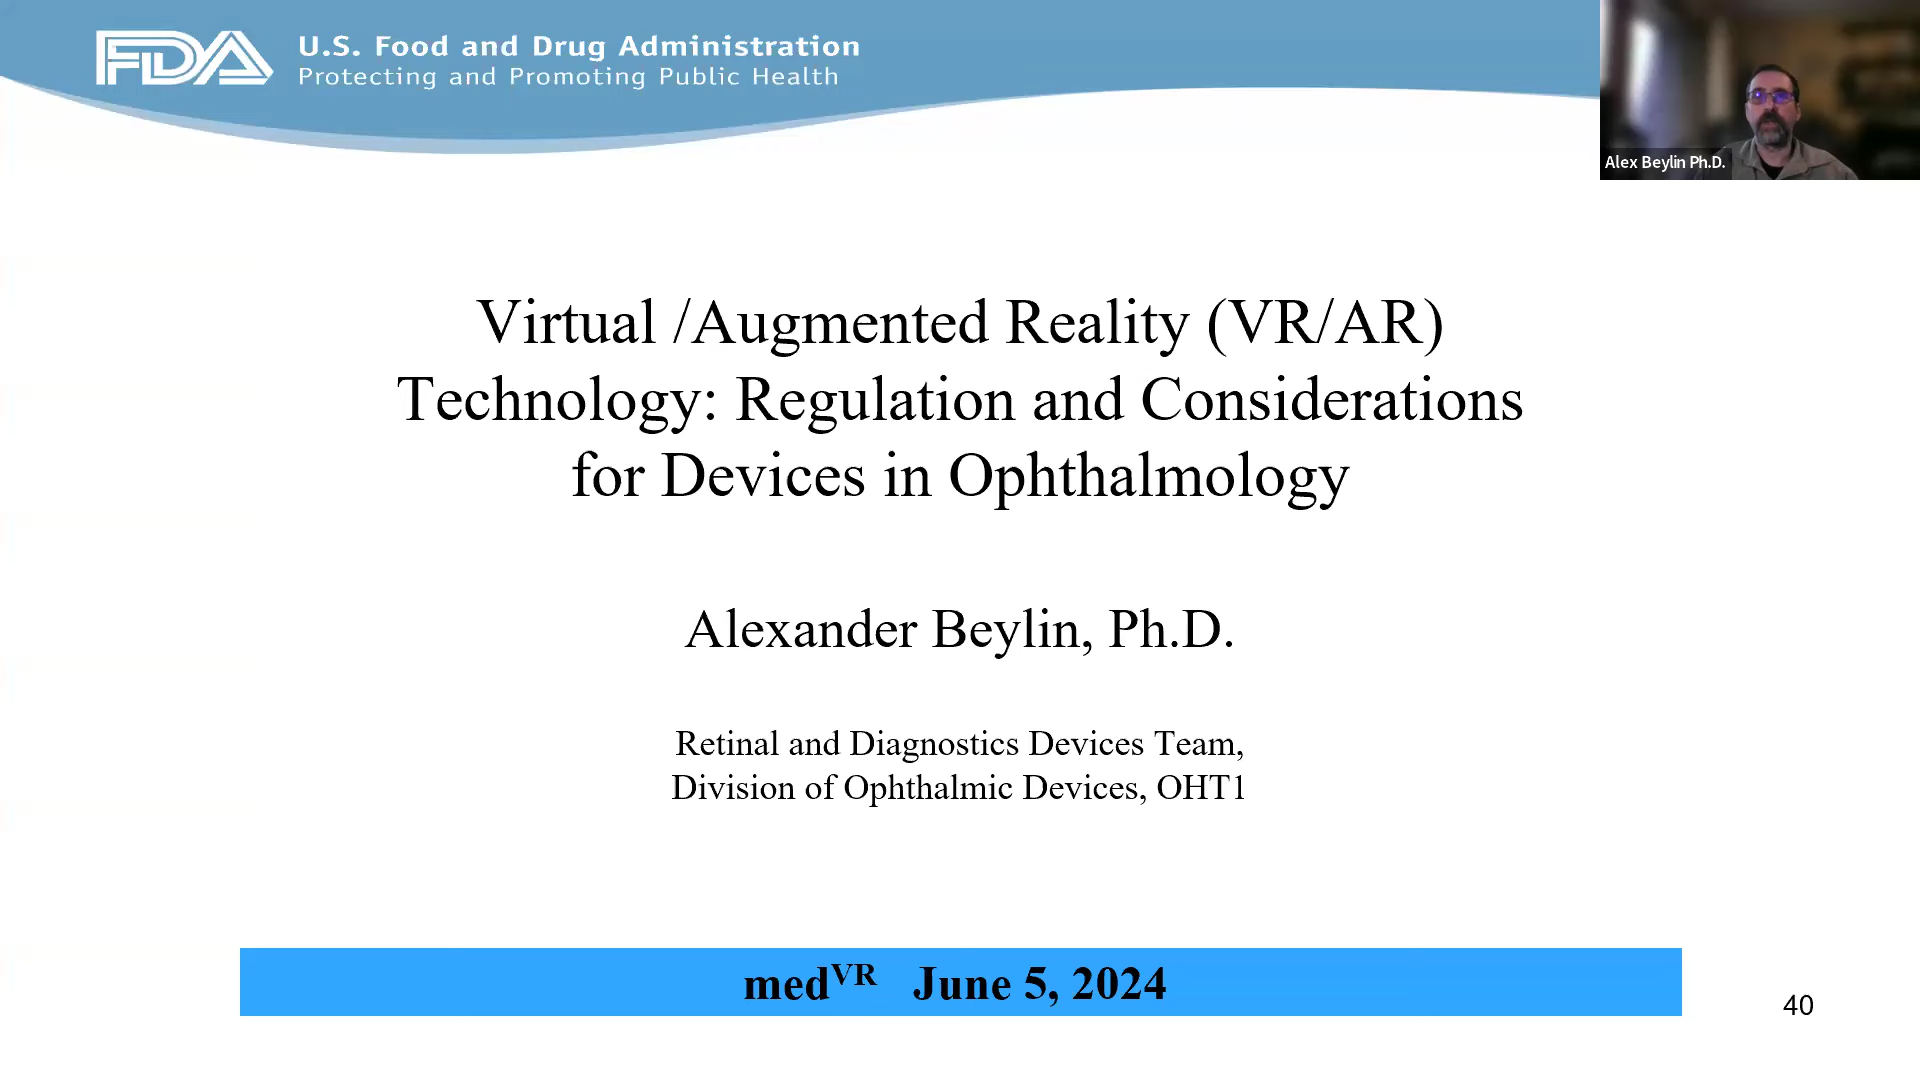 FDA
U.S. Food and Drug Administration
Protecting and Promoting Public Health
Alex Beylin Ph.D.
Virtual /Augmented Reality (VR/AR)
Technology: Regulation and Considerations
for Devices in Ophthalmology
Alexander Beylin, Ph.D.
Retinal and Diagnostics Devices Team,
Division of Ophthalmic Devices, OHT1
medVR June 5, 2024
40